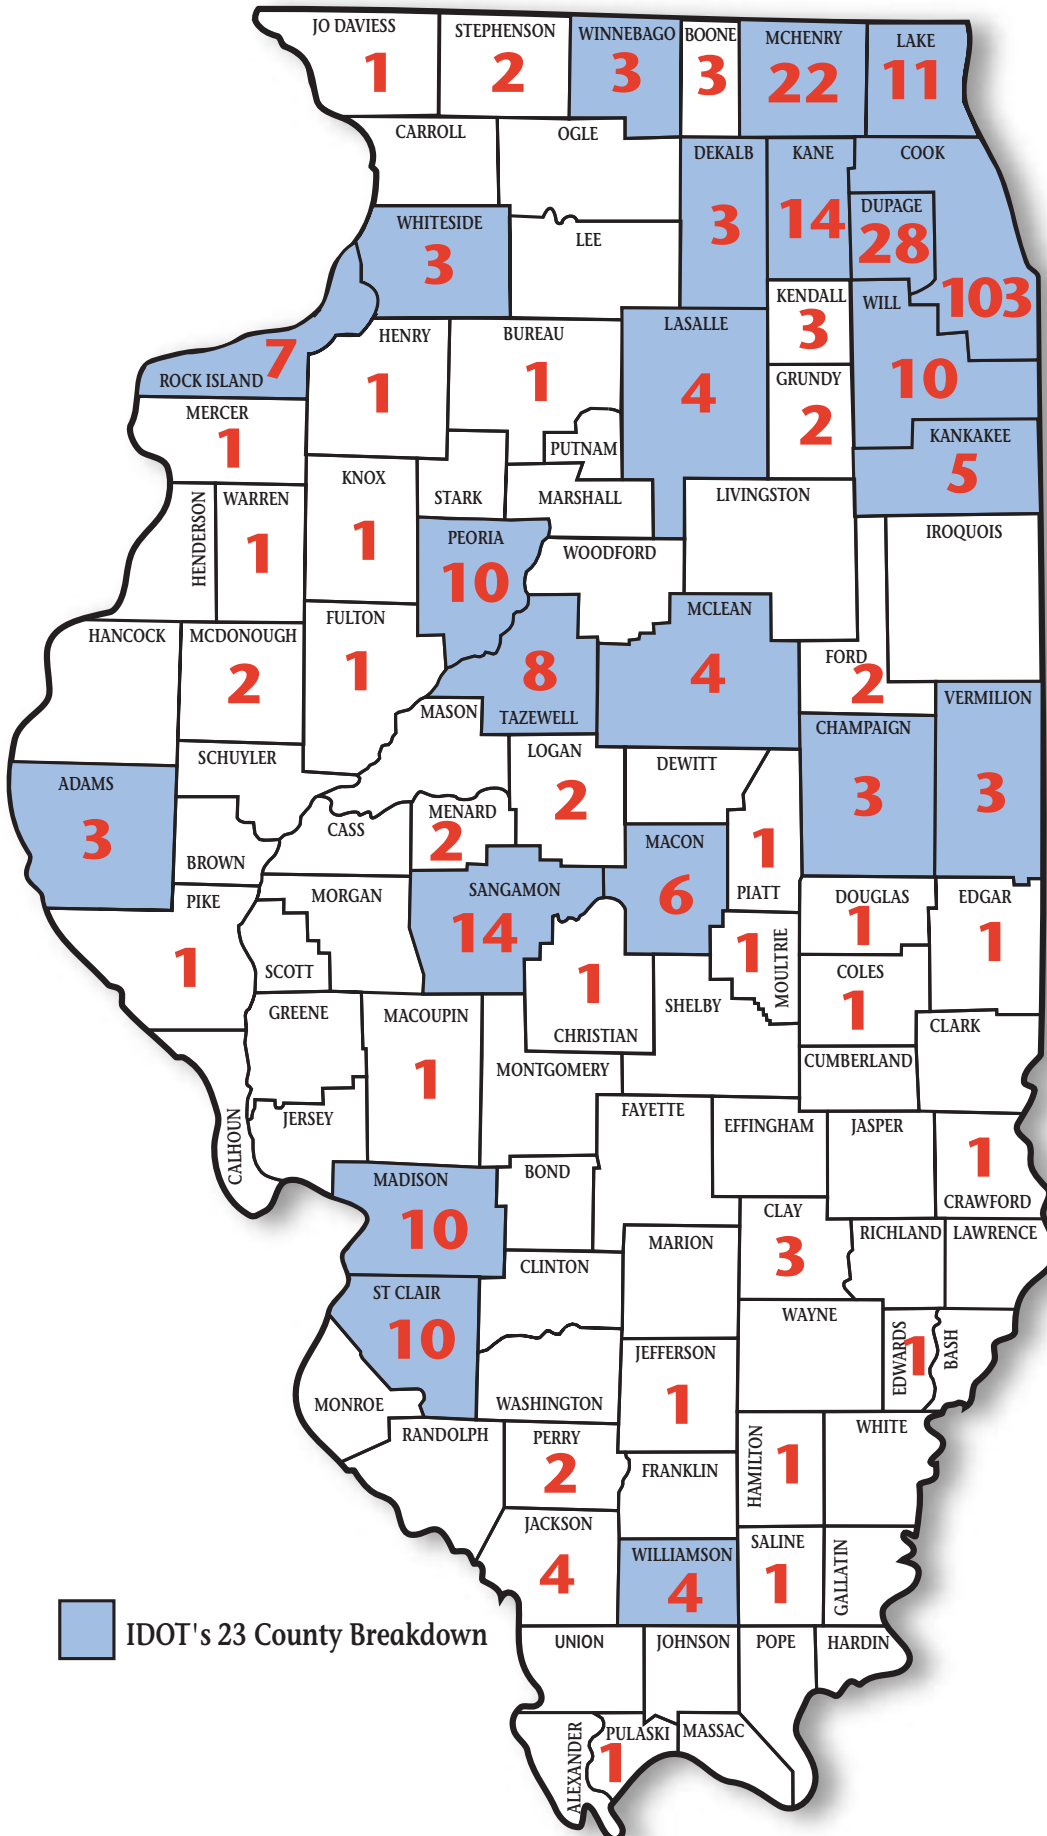 JO DAVIESS
1
STEPHENSON
2
WINNEBAGO
3
BOONE
3
MCHENRY
22
LAKE
11
CARROLL
OGLE
DEKALB
3
KANE
14
COOK
103
DUPAGE
28
WHITESIDE
3
LEE
KENDALL
3
WILL
10
ROCK ISLAND
7
HENRY
1
BUREAU
1
LASALLE
4
GRUNDY
2
MERCER
1
PUTNAM
KANKAKEE
5
HENDERSON
WARREN
1
KNOX
1
STARK
MARSHALL
LIVINGSTON
IROQUOIS
PEORIA
10
WOODFORD
HANCOCK
MCDONOUGH
2
FULTON
1
TAZEWELL
8
MCLEAN
4
FORD
2
VERMILION
3
MASON
CHAMPAIGN
3
SCHUYLER
LOGAN
2
DEWITT
ADAMS
3
BROWN
CASS
MENARD
2
MACON
6
PIATT
1
PIKE
1
MORGAN
SANGAMON
14
DOUGLAS
1
EDGAR
1
SCOTT
CHRISTIAN
1
MOULTRIE
1
COLES
1
GREENE
MACOUPIN
1
SHELBY
CLARK
MONTGOMERY
CUMBERLAND
CALHOUN
JERSEY
FAYETTE
EFFINGHAM
JASPER
CRAWFORD
1
MADISON
10
BOND
CLAY
3
RICHLAND
LAWRENCE
MARION
CLINTON
ST CLAIR
10
WAYNE
EDWARDS
1
BASH
JEFFERSON
1
MONROE
WASHINGTON
RANDOLPH
PERRY
2
HAMILTON
1
WHITE
FRANKLIN
JACKSON
4
WILLIAMSON
4
SALINE
1
GALLATIN
IDOT's 23 County Breakdown
UNION
JOHNSON
POPE
HARDIN
ALEXANDER
PULASKI
1
MASSAC